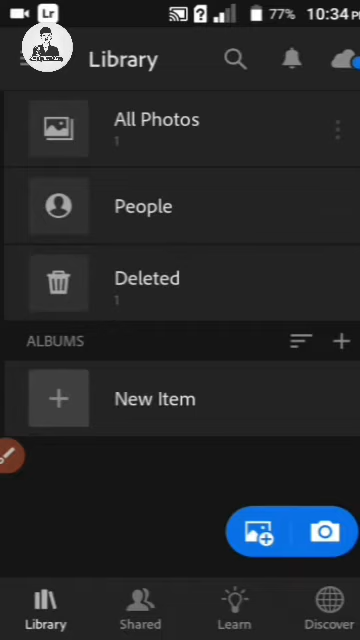 Lr 77% 10:34
Library
All Photos
1
People
Deleted
1
ALBUMS
New Item
Library Shared Learn Discover